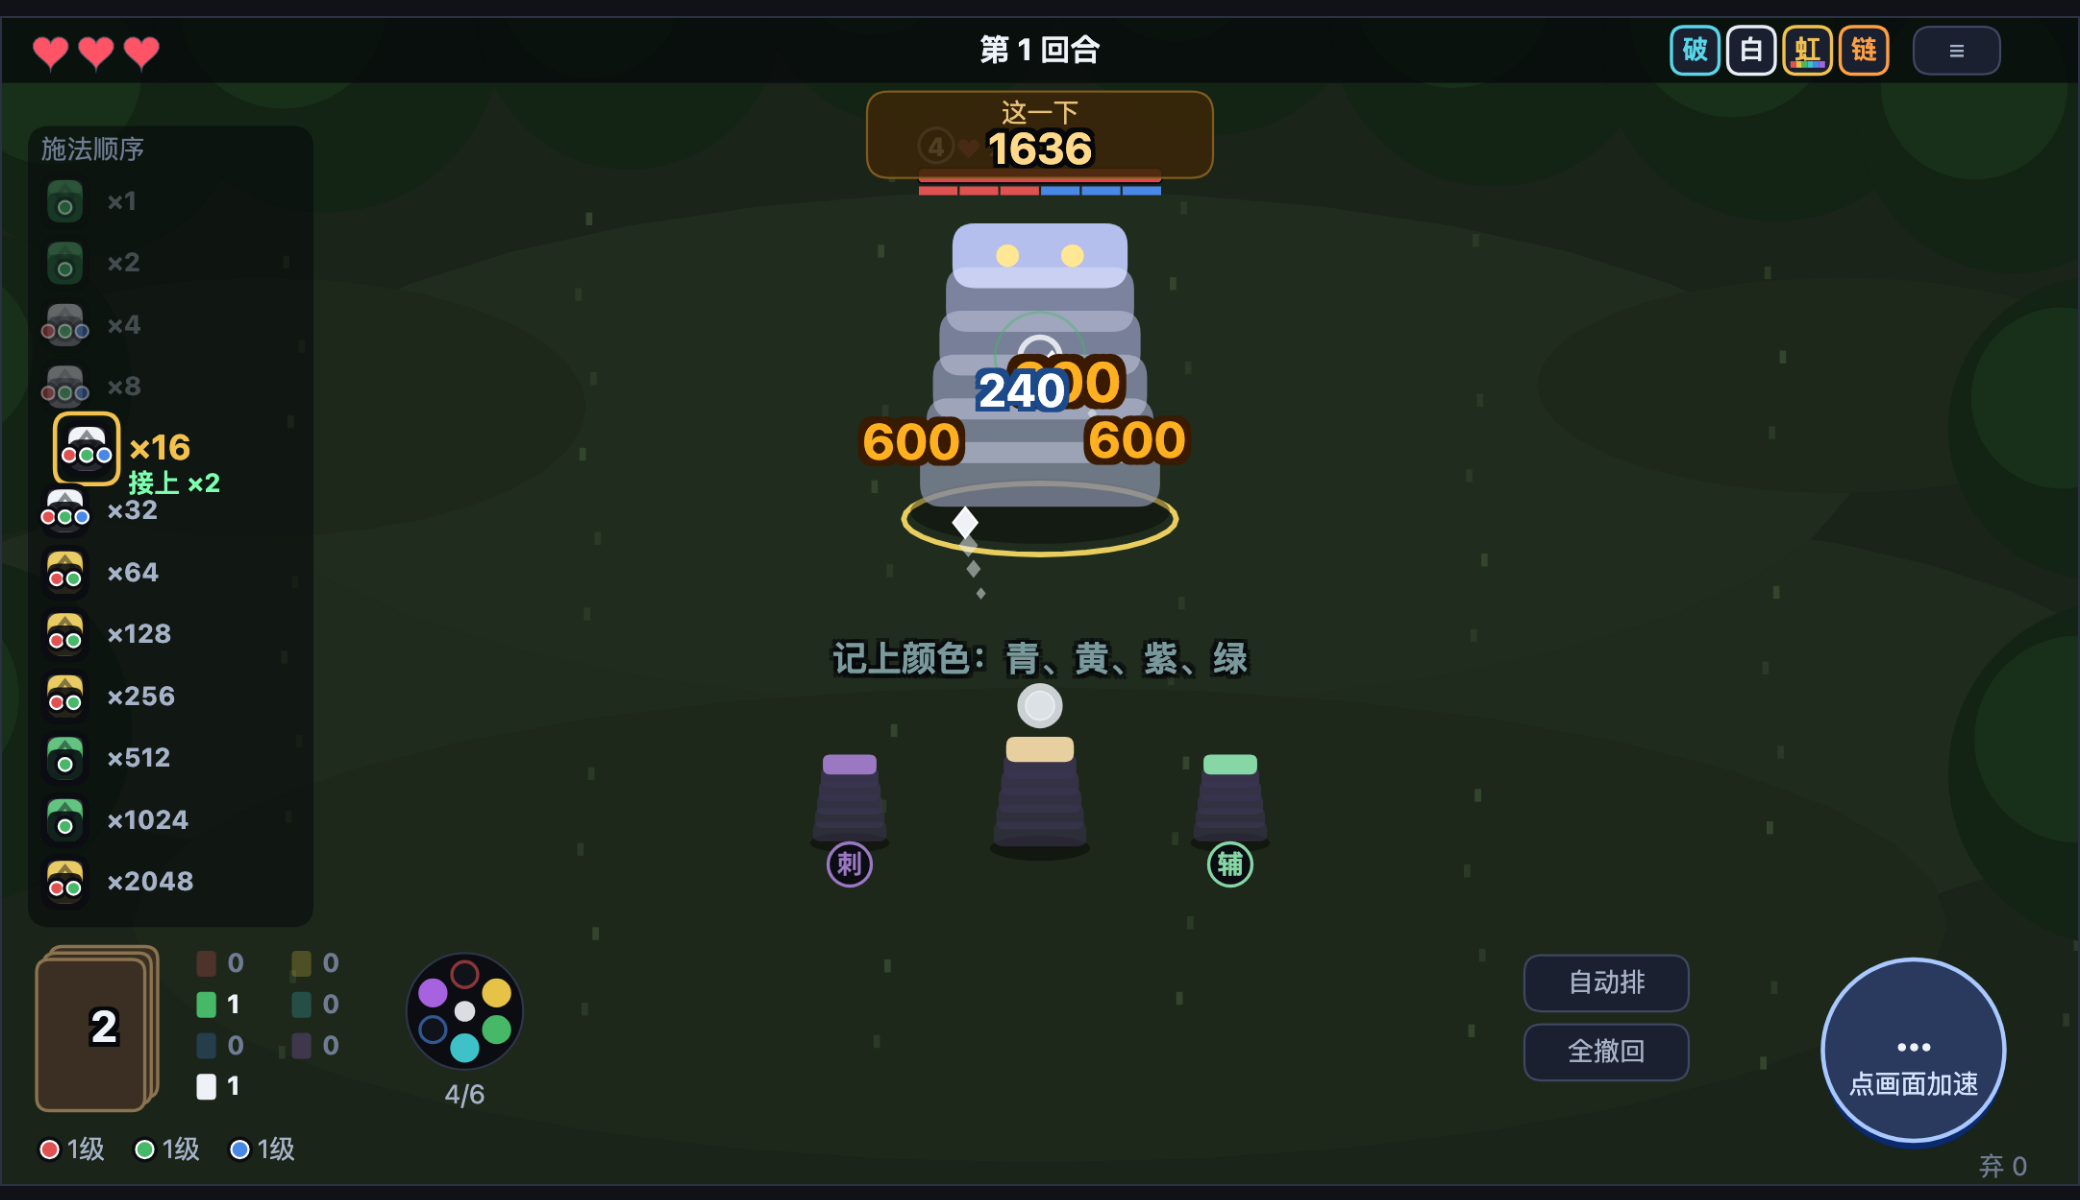 第 1 回合
破 白 虹 链 ≡
施法顺序
×1
×2
×4
×8
×16
接上 ×2
×32
×64
×128
×256
×512
×1024
×2048
这一下
4
1636
240
600
600
记上颜色：青、黄、紫、绿
刺
辅
2
0 0
1 0
0 0
1
4/6
1级 1级 1级
自动排
全撤回
...
点画面加速
弃 0